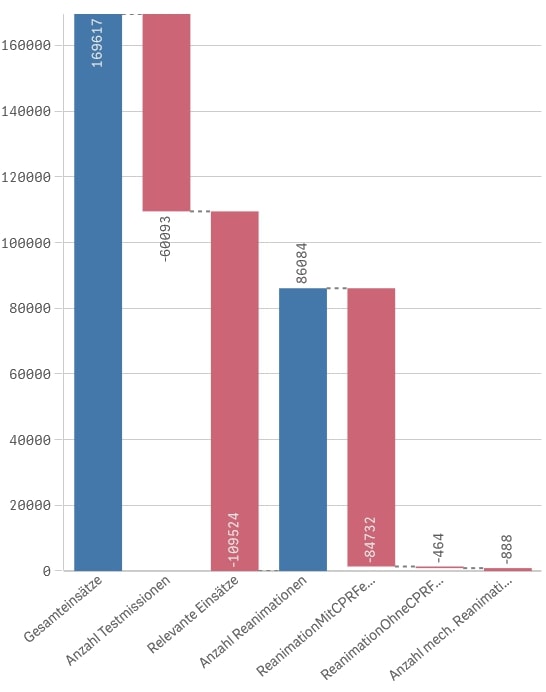 160000
140000
120000
100000
80000
60000
40000
20000
0
169617
-60093
-109524
86084
-84732
-464
-888
Gesamteinsätze
Anzahl Testmissionen
Relevante Einsätze
Anzahl Reanimationen
ReanimationMitCPRFe...
ReanimationOhneCPRF...
Anzahl mech. Reanimati...